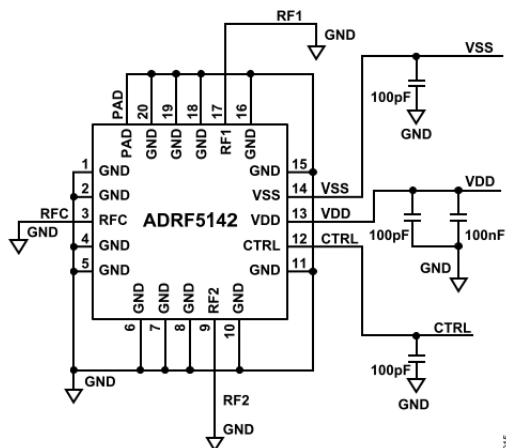 RF1
GND
VSS
100pF
GND
PAD
20
19
18
17
16
PAD
GND
GND
GND
RF1
GND
1
GND
GND
15
2
GND
VSS
14
VSS
VDD
RFC
3
RFC
ADRF5142
VDD
13
VDD
GND
4
GND
CTRL
12
CTRL
100pF
100nF
5
GND
GND
11
GND
GND
GND
GND
RF2
GND
6
7
8
9
10
CTRL
GND
RF2
100pF
GND
GND